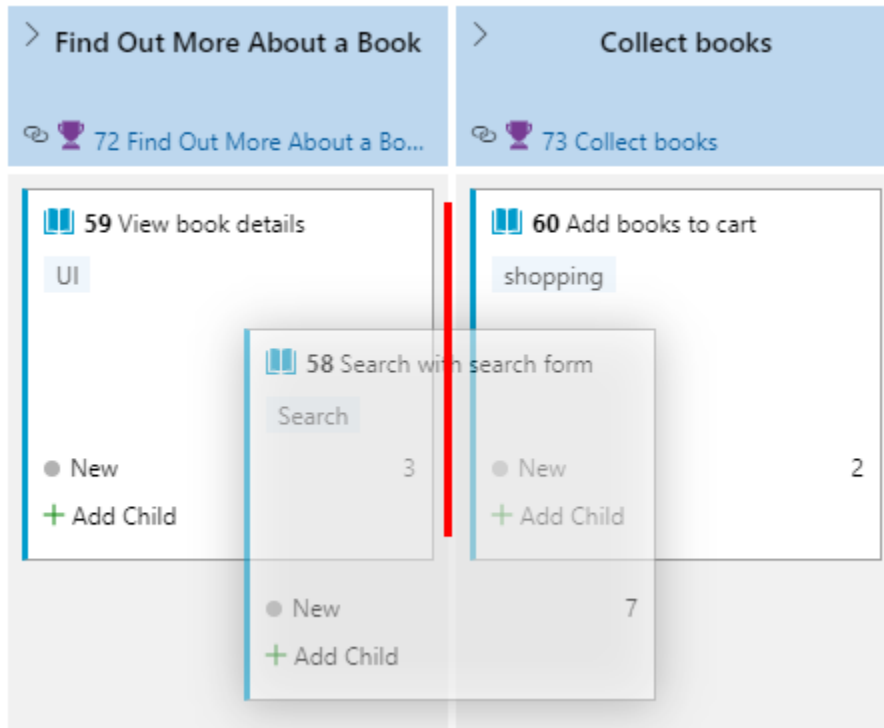 Find Out More About a Book
72 Find Out More About a Bo...
59 View book details
UI
New
3
Add Child
Collect books
73 Collect books
60 Add books to cart
shopping
New
2
Add Child
58 Search with search form
Search
New
7
Add Child